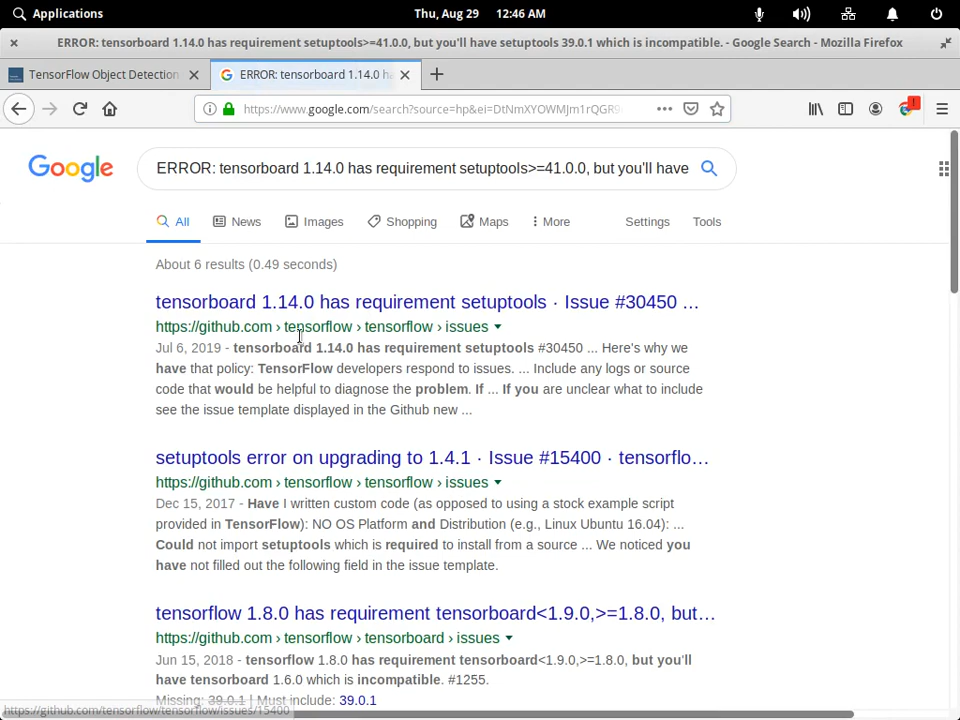 Applications
Thu, Aug 29 12:46 AM
ERROR: tensorboard 1.14.0 has requirement setuptools>=41.0.0, but you'll have setuptools 39.0.1 which is incompatible. - Google Search - Mozilla Firefox
TensorFlow Object Detection
ERROR: tensorboard 1.14.0 h
https://www.google.com/search?source=hp&ei=DtNmXYOWMJm1rQGR9
Google
ERROR: tensorboard 1.14.0 has requirement setuptools>=41.0.0, but you'll have
All News Images Shopping Maps More Settings Tools
About 6 results (0.49 seconds)
tensorboard 1.14.0 has requirement setuptools · Issue #30450 ...
https://github.com › tensorflow › tensorflow › issues
Jul 6, 2019 - tensorboard 1.14.0 has requirement setuptools #30450 ... Here's why we
have that policy: TensorFlow developers respond to issues. ... Include any logs or source
code that would be helpful to diagnose the problem. If ... If you are unclear what to include
see the issue template displayed in the Github new ...
setuptools error on upgrading to 1.4.1 · Issue #15400 · tensorflo...
https://github.com › tensorflow › tensorflow › issues
Dec 15, 2017 - Have I written custom code (as opposed to using a stock example script
provided in TensorFlow): NO OS Platform and Distribution (e.g., Linux Ubuntu 16.04): ...
Could not import setuptools which is required to install from a source ... We noticed you
have not filled out the following field in the issue template.
tensorflow 1.8.0 has requirement tensorboard<1.9.0,>=1.8.0, but...
https://github.com › tensorflow › tensorboard › issues
Jun 15, 2018 - tensorflow 1.8.0 has requirement tensorboard<1.9.0,>=1.8.0, but you'll
have tensorboard 1.6.0 which is incompatible. #1255.
Missing: 39.0.1 | Must include: 39.0.1
https://github.com/tensorflow/tensorflow/issues/15400